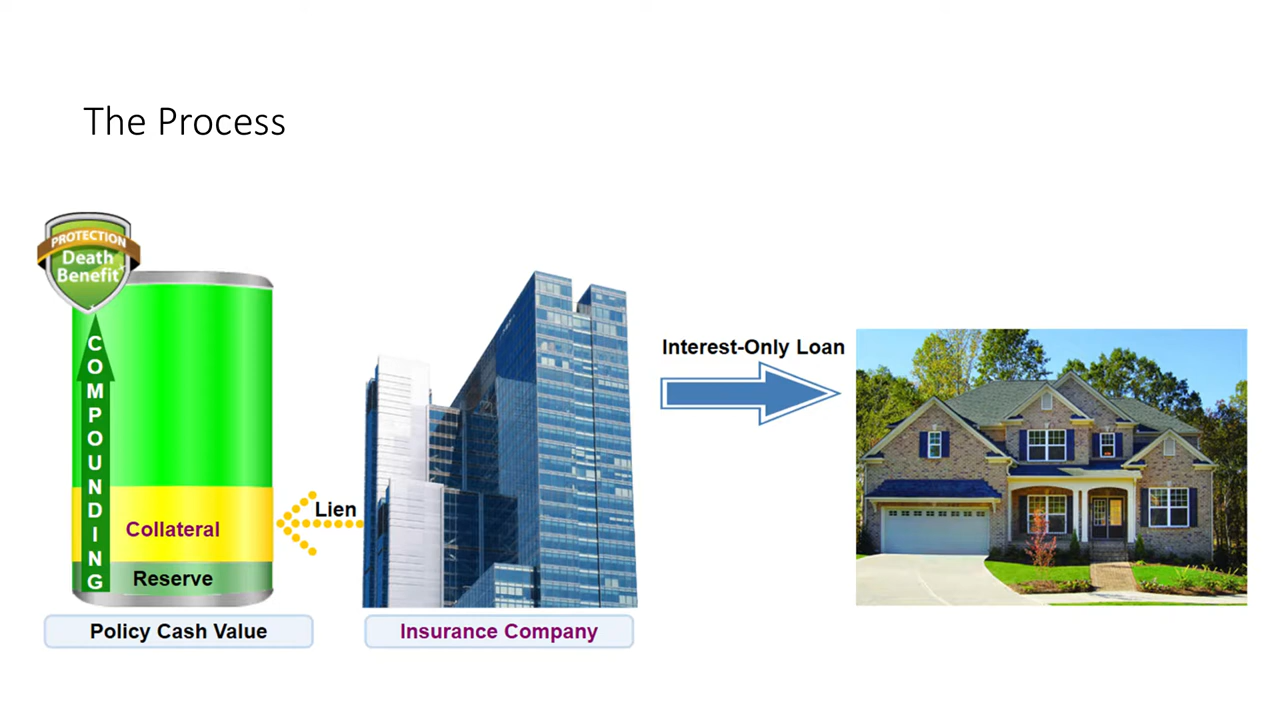 The Process
PROTECTION
Death
Benefit
COMPOUNDING
Collateral
Reserve
Policy Cash Value
Lien
Insurance Company
Interest-Only Loan